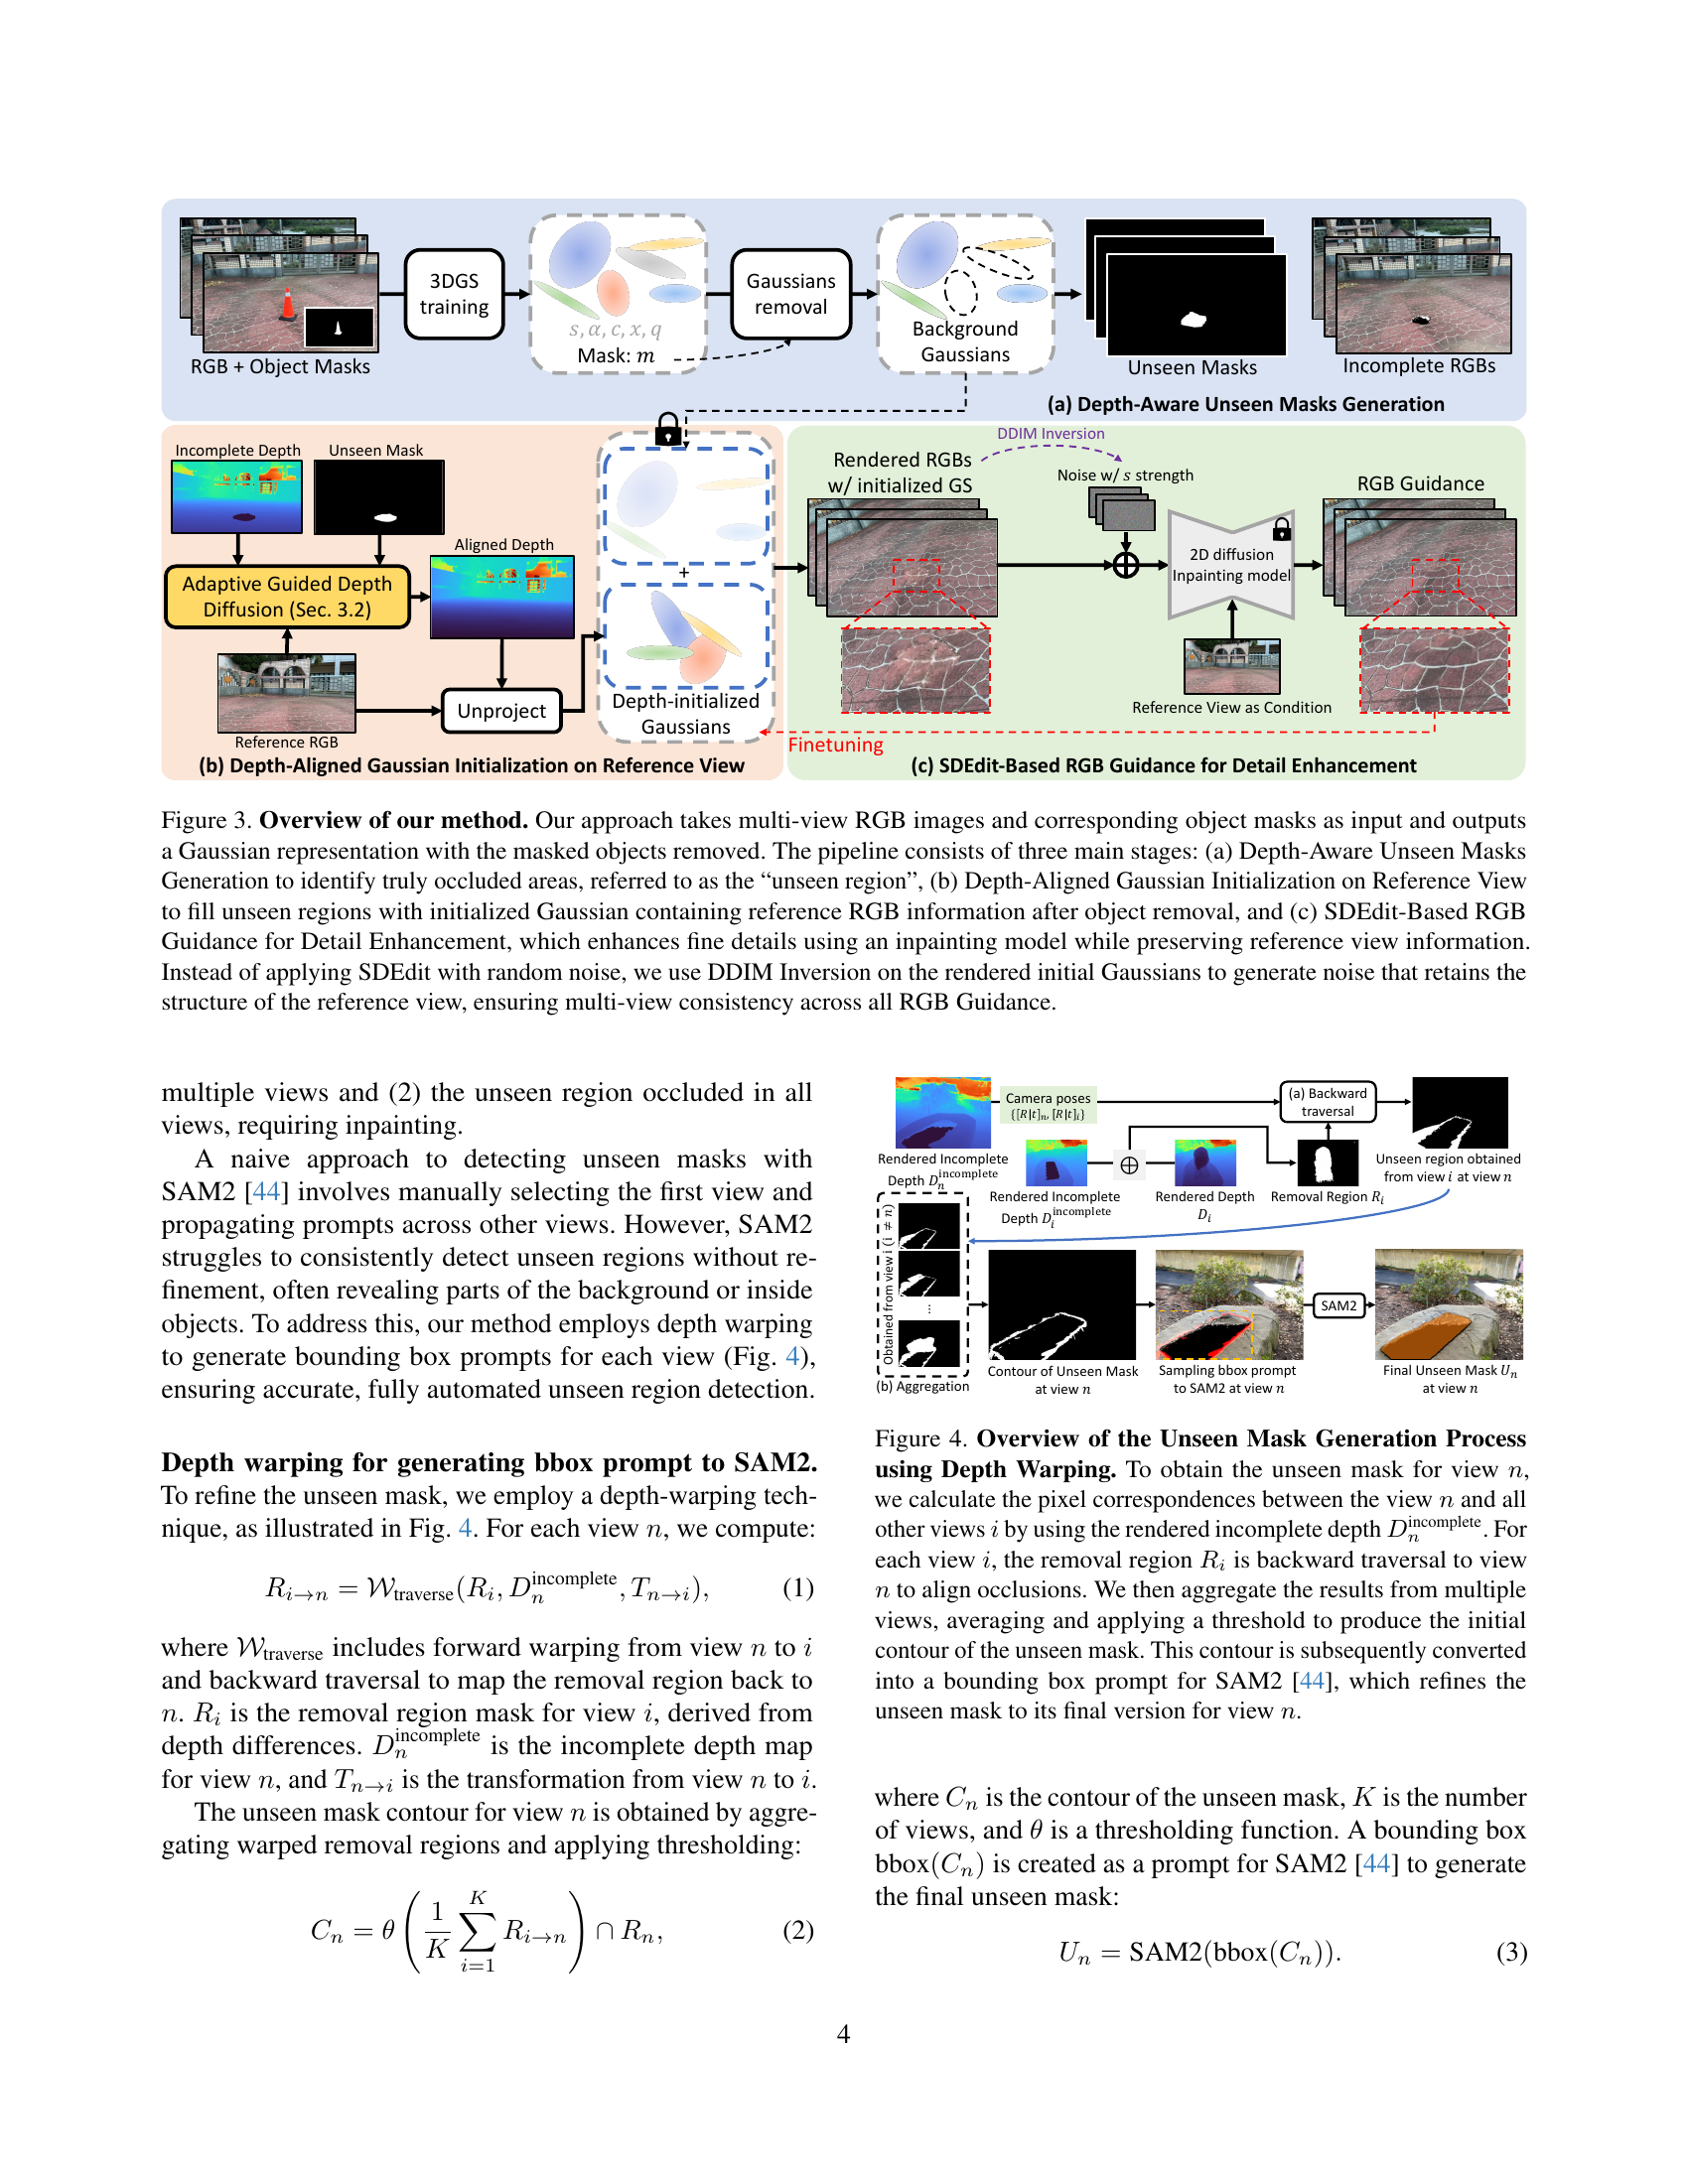 RGB + Object Masks
3DGS
training
s, α, c, x, q
Mask: m
Gaussians
removal
Background
Gaussians
Unseen Masks
Incomplete RGBs
(a) Depth-Aware Unseen Masks Generation
Incomplete Depth
Unseen Mask
Aligned Depth
Adaptive Guided Depth
Diffusion (Sec. 3.2)
Reference RGB
Unproject
+
Depth-initialized
Gaussians
(b) Depth-Aligned Gaussian Initialization on Reference View
DDIM Inversion
Rendered RGBs
w/ initialized GS
Noise w/ s strength
2D diffusion
Inpainting model
RGB Guidance
Reference View as Condition
Finetuning
(c) SDEdit-Based RGB Guidance for Detail Enhancement
Figure 3. Overview of our method. Our approach takes multi-view RGB images and corresponding object masks as input and outputs
a Gaussian representation with the masked objects removed. The pipeline consists of three main stages: (a) Depth-Aware Unseen Masks
Generation to identify truly occluded areas, referred to as the “unseen region”, (b) Depth-Aligned Gaussian Initialization on Reference View
to fill unseen regions with initialized Gaussian containing reference RGB information after object removal, and (c) SDEdit-Based RGB
Guidance for Detail Enhancement, which enhances fine details using an inpainting model while preserving reference view information.
Instead of applying SDEdit with random noise, we use DDIM Inversion on the rendered initial Gaussians to generate noise that retains the
structure of the reference view, ensuring multi-view consistency across all RGB Guidance.
multiple views and (2) the unseen region occluded in all
views, requiring inpainting.
A naive approach to detecting unseen masks with
SAM2 [44] involves manually selecting the first view and
propagating prompts across other views. However, SAM2
struggles to consistently detect unseen regions without re-
finement, often revealing parts of the background or inside
objects. To address this, our method employs depth warping
to generate bounding box prompts for each view (Fig. 4),
ensuring accurate, fully automated unseen region detection.
Depth warping for generating bbox prompt to SAM2.
To refine the unseen mask, we employ a depth-warping tech-
nique, as illustrated in Fig. 4. For each view n, we compute:
R_{i→n} = W_{traverse}(R_i, D_n^{incomplete}, T_{n→i}), (1)
where W_{traverse} includes forward warping from view n to i
and backward traversal to map the removal region back to
n. R_i is the removal region mask for view i, derived from
depth differences. D_n^{incomplete} is the incomplete depth map
for view n, and T_{n→i} is the transformation from view n to i.
The unseen mask contour for view n is obtained by aggre-
gating warped removal regions and applying thresholding:
C_n = θ ( 1/K ∑_{i=1}^{K} R_{i→n} ) ∩ R_n, (2)
Camera poses
{[R|t]_n, [R|t]_i}
(a) Backward
traversal
Rendered Incomplete
Depth D_n^{incomplete}
Rendered Incomplete
Depth D_i^{incomplete}
Rendered Depth
D_i
Removal Region R_i
Unseen region obtained
from view i at view n
Obtained from view i (i ≠ n)
...
(b) Aggregation
Contour of Unseen Mask
at view n
Sampling bbox prompt
to SAM2 at view n
SAM2
Final Unseen Mask U_n
at view n
Figure 4. Overview of the Unseen Mask Generation Process
using Depth Warping. To obtain the unseen mask for view n,
we calculate the pixel correspondences between the view n and all
other views i by using the rendered incomplete depth D_n^{incomplete}. For
each view i, the removal region R_i is backward traversal to view
n to align occlusions. We then aggregate the results from multiple
views, averaging and applying a threshold to produce the initial
contour of the unseen mask. This contour is subsequently converted
into a bounding box prompt for SAM2 [44], which refines the
unseen mask to its final version for view n.
where C_n is the contour of the unseen mask, K is the number
of views, and θ is a thresholding function. A bounding box
bbox(C_n) is created as a prompt for SAM2 [44] to generate
the final unseen mask:
U_n = SAM2(bbox(C_n)). (3)
4